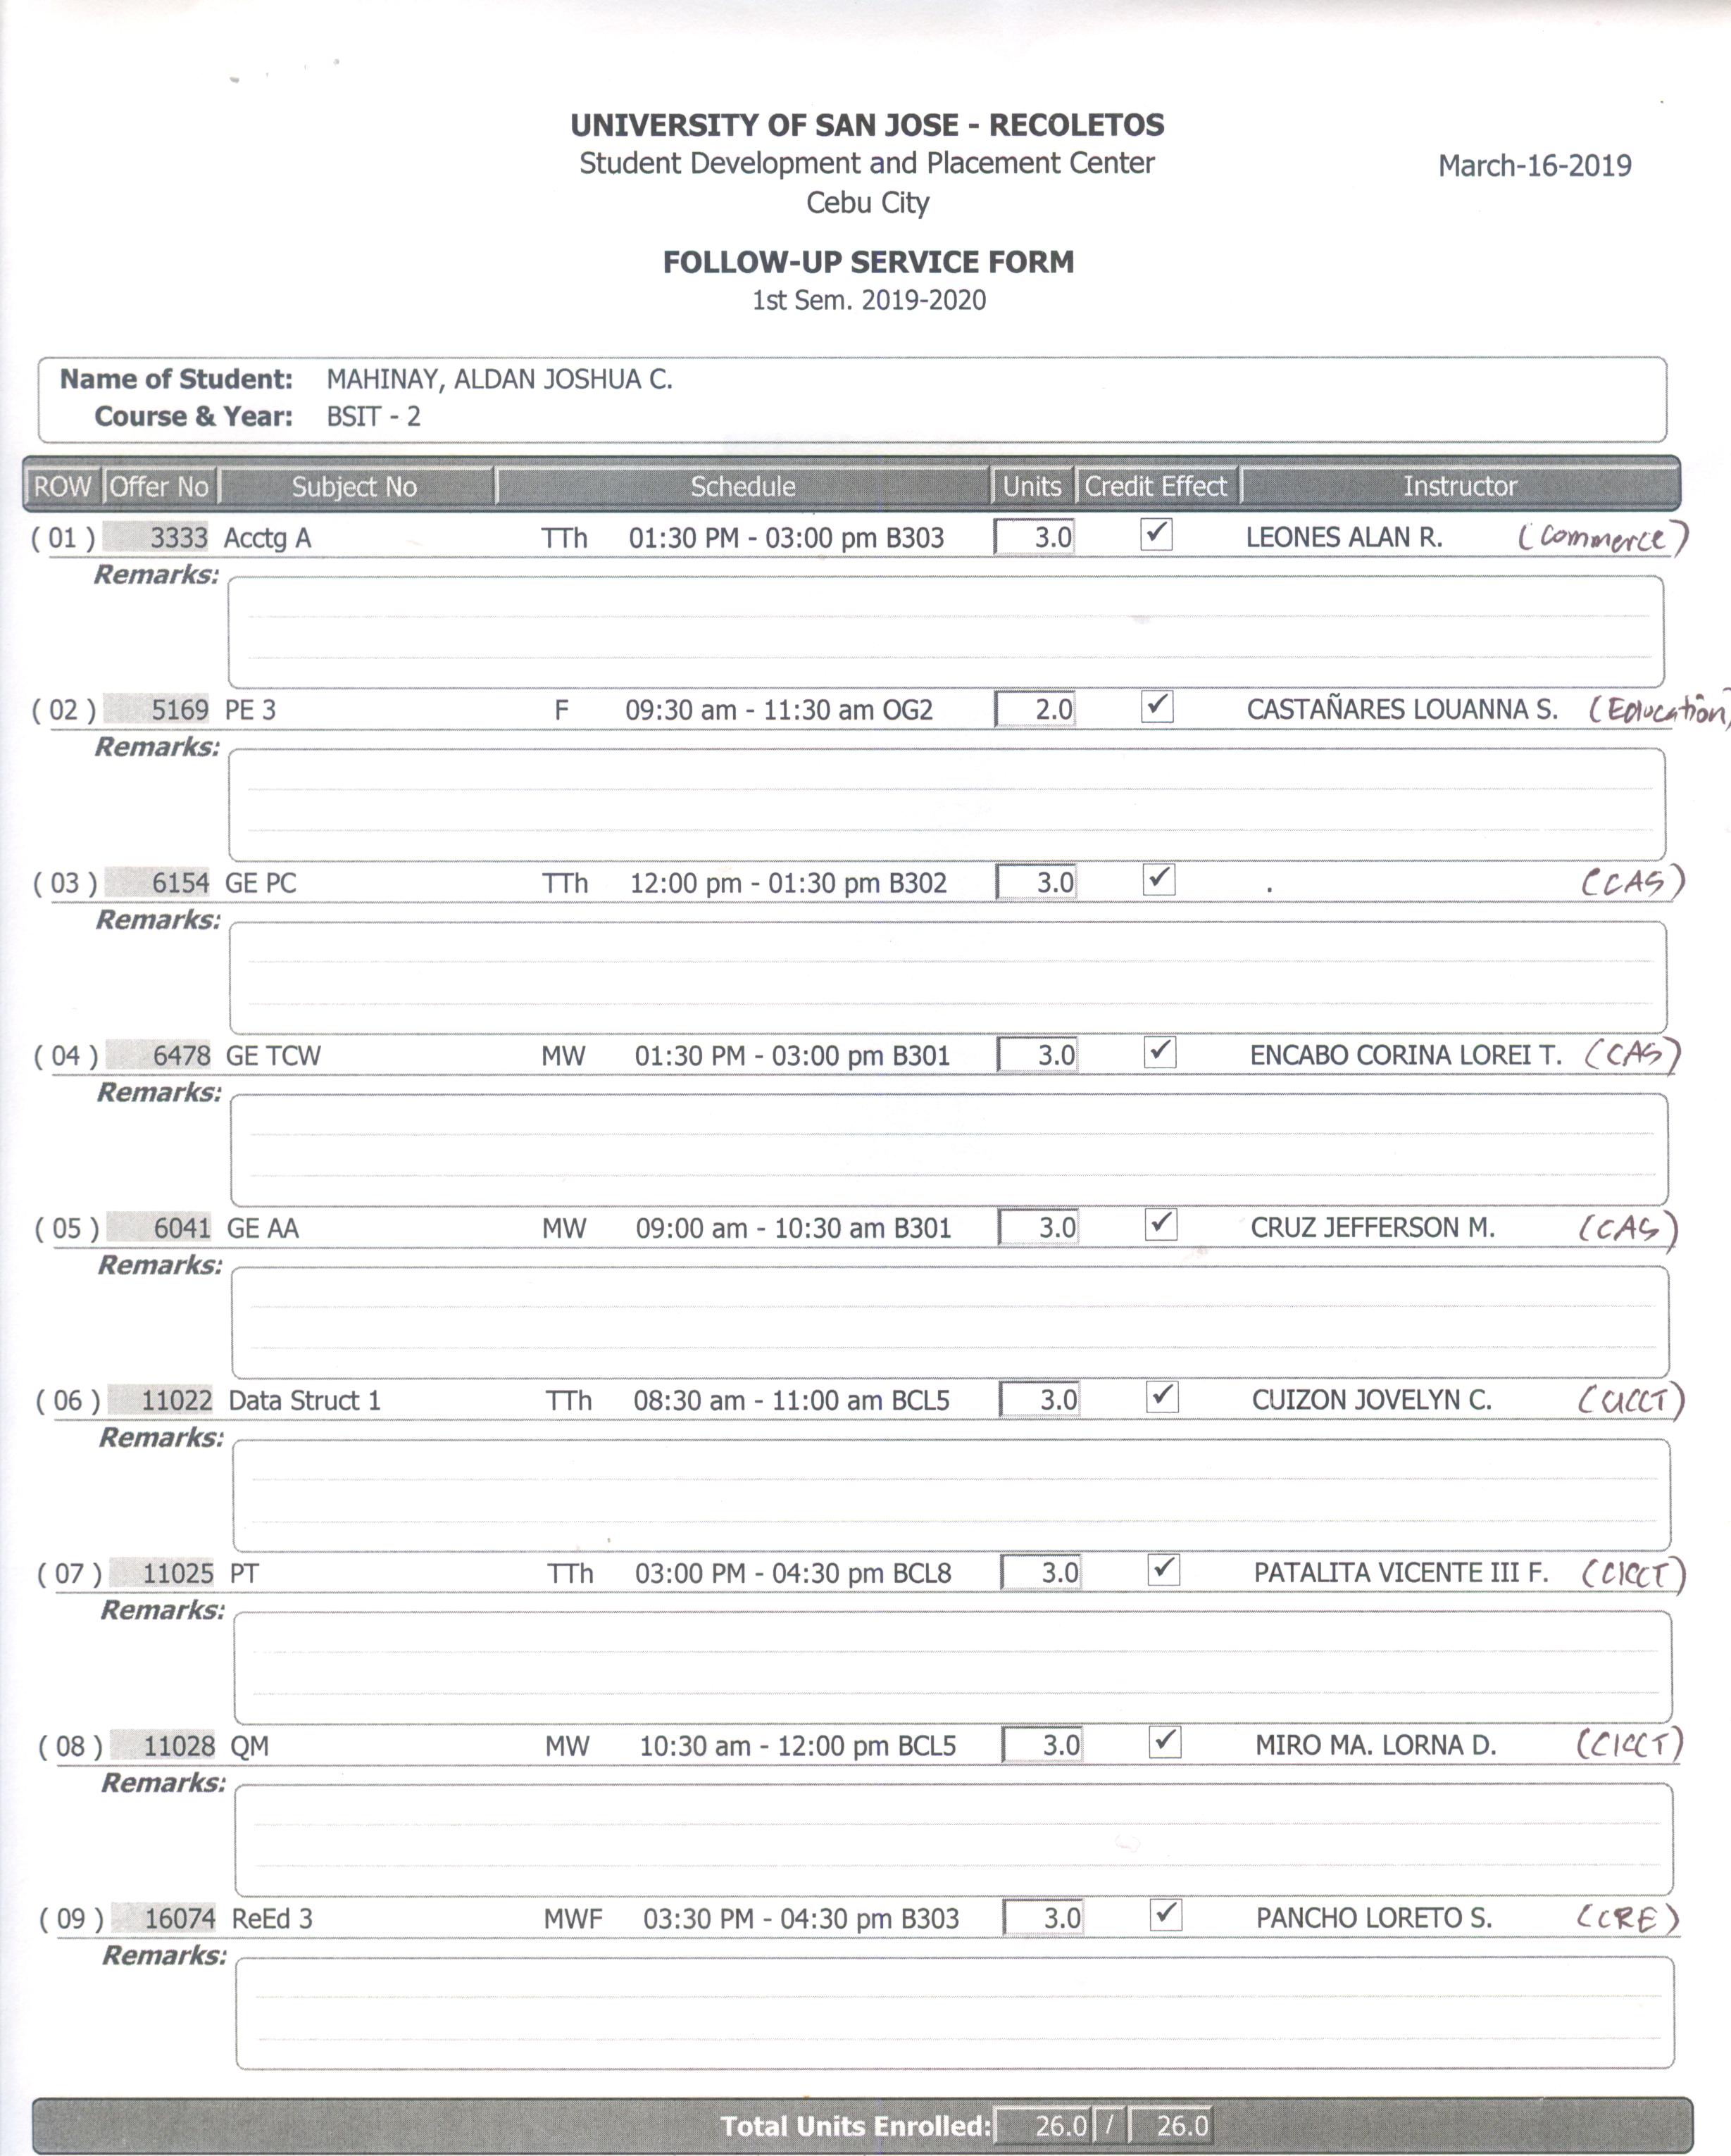 UNIVERSITY OF SAN JOSE - RECOLETOS
Student Development and Placement Center
March-16-2019
Cebu City
FOLLOW-UP SERVICE FORM
1st Sem. 2019-2020
Name of Student: MAHINAY, ALDAN JOSHUA C.
Course & Year: BSIT - 2
ROW Offer No Subject No Schedule Units Credit Effect Instructor
( 01 ) 3333 Acctg A TTh 01:30 PM - 03:00 pm B303 3.0 ✓ LEONES ALAN R. (Commerce)
Remarks:
( 02 ) 5169 PE 3 F 09:30 am - 11:30 am OG2 2.0 ✓ CASTAÑARES LOUANNA S. (Education)
Remarks:
( 03 ) 6154 GE PC TTh 12:00 pm - 01:30 pm B302 3.0 ✓ . (CAS)
Remarks:
( 04 ) 6478 GE TCW MW 01:30 PM - 03:00 pm B301 3.0 ✓ ENCABO CORINA LOREI T. (CAS)
Remarks:
( 05 ) 6041 GE AA MW 09:00 am - 10:30 am B301 3.0 ✓ CRUZ JEFFERSON M. (CAS)
Remarks:
( 06 ) 11022 Data Struct 1 TTh 08:30 am - 11:00 am BCL5 3.0 ✓ CUIZON JOVELYN C. (CICCT)
Remarks:
( 07 ) 11025 PT TTh 03:00 PM - 04:30 pm BCL8 3.0 ✓ PATALITA VICENTE III F. (CICCT)
Remarks:
( 08 ) 11028 QM MW 10:30 am - 12:00 pm BCL5 3.0 ✓ MIRO MA. LORNA D. (CICCT)
Remarks:
( 09 ) 16074 ReEd 3 MWF 03:30 PM - 04:30 pm B303 3.0 ✓ PANCHO LORETO S. (CRE)
Remarks:
Total Units Enrolled: 26.0 / 26.0